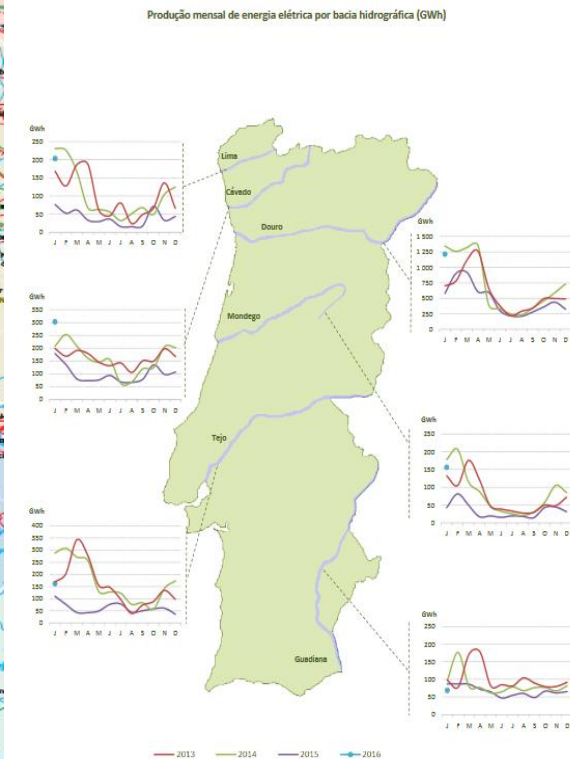 Produção mensal de energia elétrica por bacia hidrográfica (GWh)
GWh
250
200
150
100
50
0
J F M A M J J A S O N D
Lima
Cávado
Douro
Mondego
Tejo
Guadiana
GWh
1 500
1 250
1 000
750
500
250
0
J F M A M J J A S O N D
GWh
350
300
250
200
150
100
50
0
J F M A M J J A S O N D
GWh
250
200
150
100
50
0
J F M A M J J A S O N D
GWh
400
350
300
250
200
150
100
50
0
J F M A M J J A S O N D
GWh
250
200
150
100
50
0
J F M A M J J A S O N D
2013 2014 2015 2016